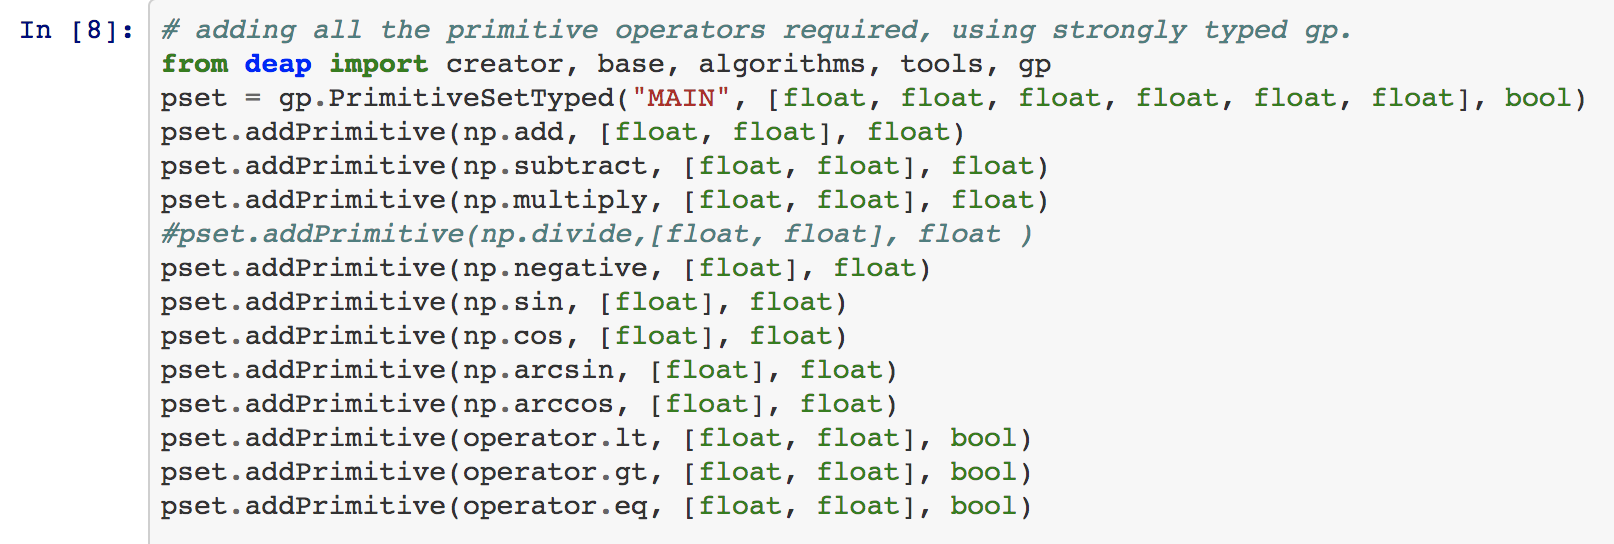 In [8]: # adding all the primitive operators required, using strongly typed gp.
from deap import creator, base, algorithms, tools, gp
pset = gp.PrimitiveSetTyped("MAIN", [float, float, float, float, float, float], bool)
pset.addPrimitive(np.add, [float, float], float)
pset.addPrimitive(np.subtract, [float, float], float)
pset.addPrimitive(np.multiply, [float, float], float)
#pset.addPrimitive(np.divide,[float, float], float )
pset.addPrimitive(np.negative, [float], float)
pset.addPrimitive(np.sin, [float], float)
pset.addPrimitive(np.cos, [float], float)
pset.addPrimitive(np.arcsin, [float], float)
pset.addPrimitive(np.arccos, [float], float)
pset.addPrimitive(operator.lt, [float, float], bool)
pset.addPrimitive(operator.gt, [float, float], bool)
pset.addPrimitive(operator.eq, [float, float], bool)